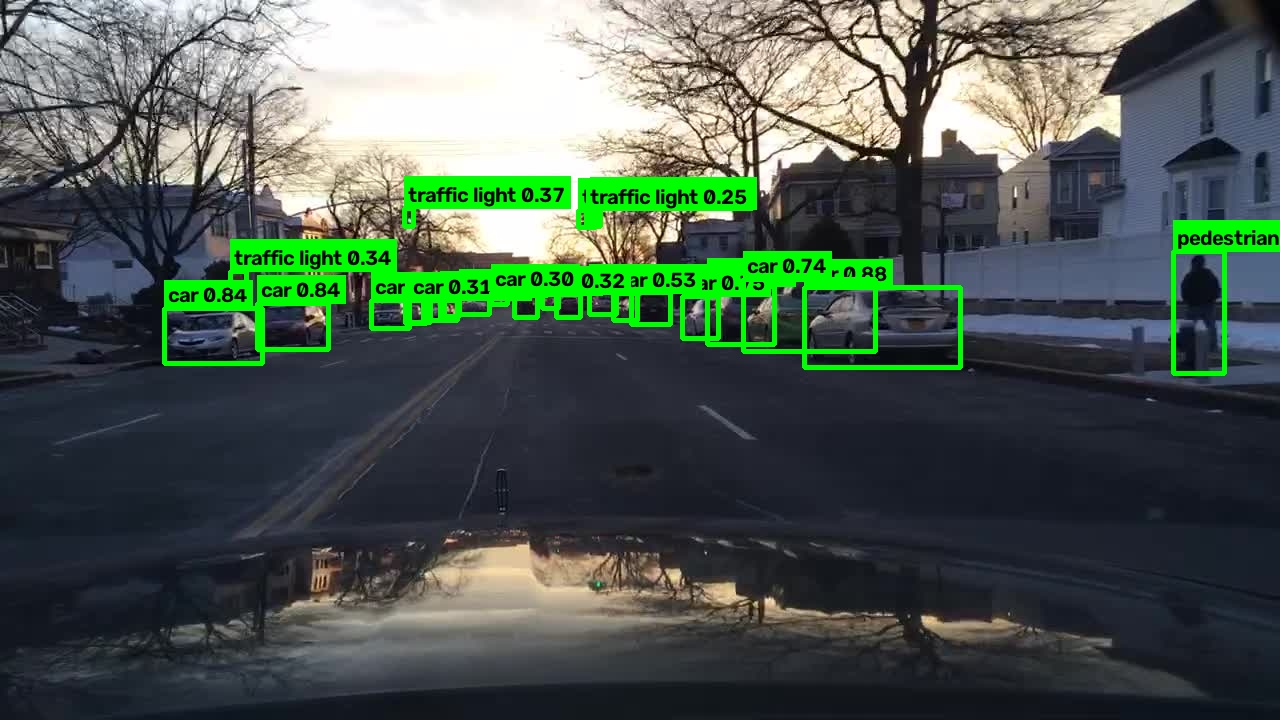 traffic light 0.37
traffic light 0.25
pedestrian
traffic light 0.34
car 0.74
0.88
car 0.84
car 0.84
car
car 0.31
car 0.30
0.32
car 0.53